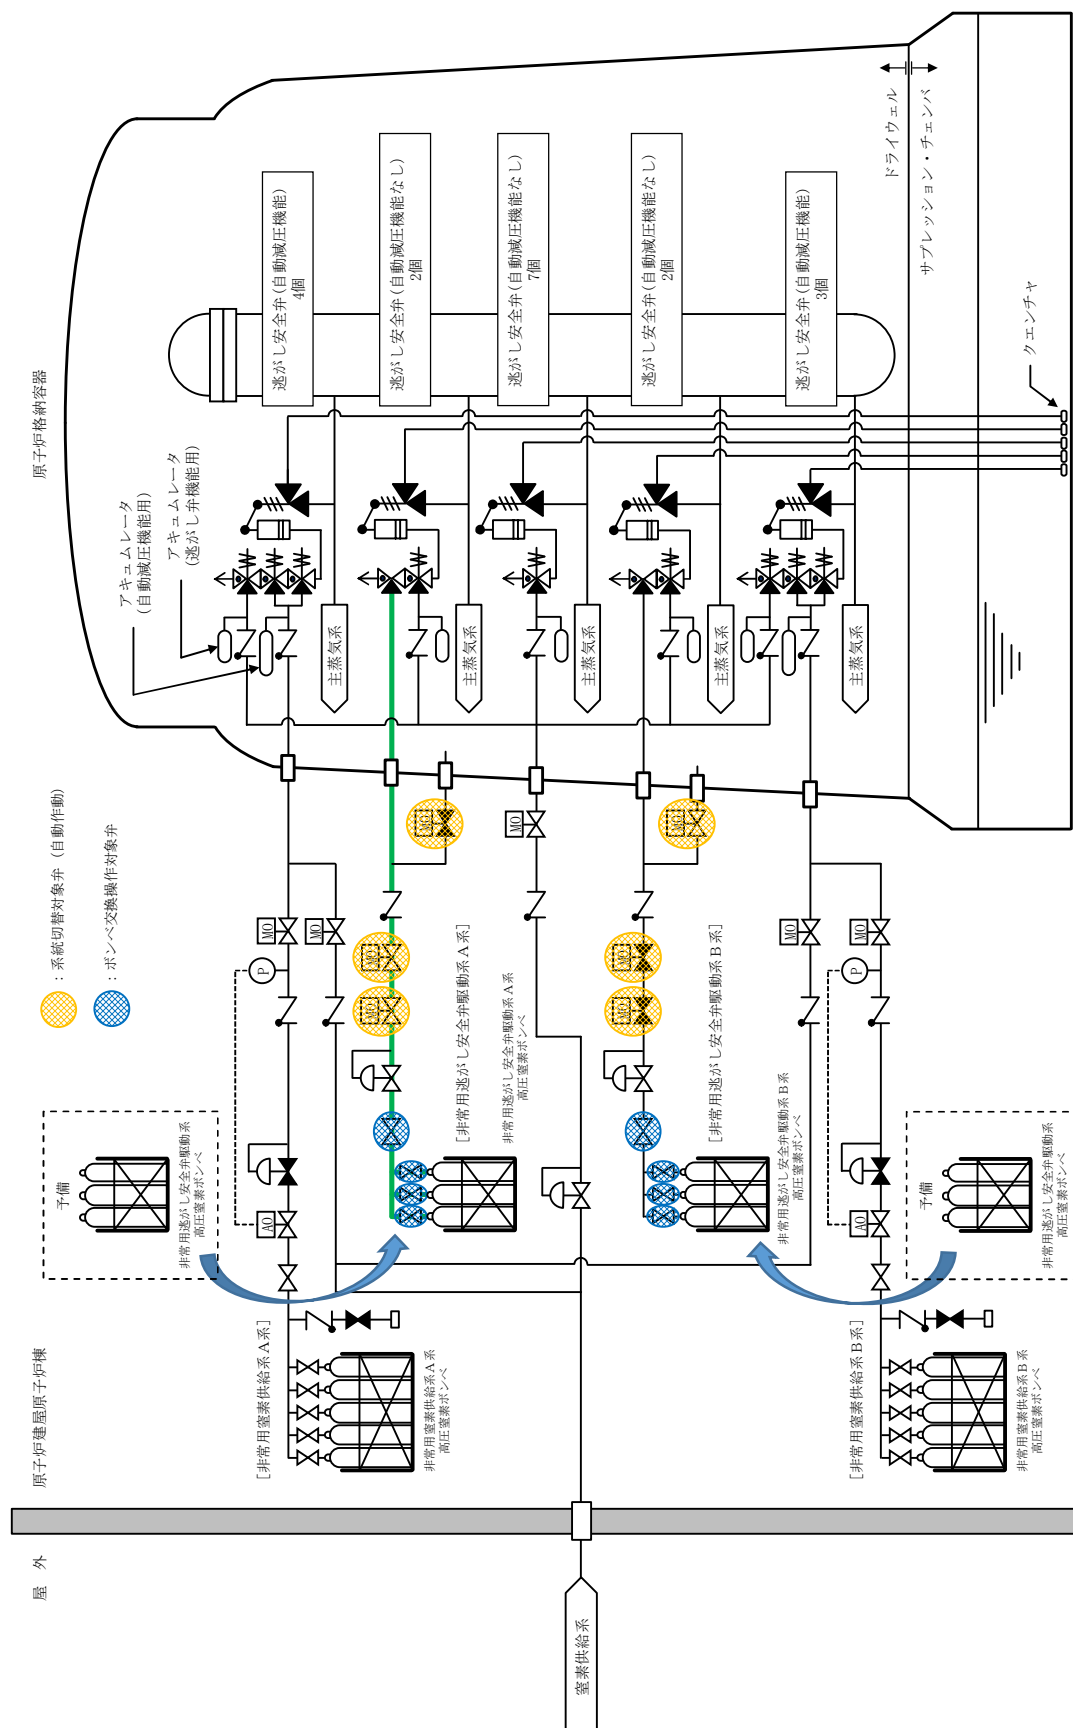 屋 外
原子炉建屋原子炉棟
原子炉格納容器
：系統切替対象弁（自動作動）
：ボンベ交換操作対象弁
アキュムレータ
(自動減圧機能用)
アキュムレータ
(逃がし弁機能用)
予備
非常用逃がし安全弁駆動系
高圧窒素ボンベ
P
AO
MO
MO
[非常用窒素供給系A系]
非常用窒素供給系A系
高圧窒素ボンベ
逃がし安全弁(自動減圧機能)
4個
主蒸気系
MO
MO
MO
[非常用逃がし安全弁駆動系A系]
非常用逃がし安全弁駆動系A系
高圧窒素ボンベ
逃がし安全弁(自動減圧機能なし)
2個
主蒸気系
MO
逃がし安全弁(自動減圧機能なし)
7個
主蒸気系
窒素供給系
MO
MO
MO
[非常用逃がし安全弁駆動系B系]
非常用逃がし安全弁駆動系B系
高圧窒素ボンベ
逃がし安全弁(自動減圧機能なし)
2個
主蒸気系
MO
MO
P
AO
逃がし安全弁(自動減圧機能)
3個
主蒸気系
[非常用窒素供給系B系]
非常用窒素供給系B系
高圧窒素ボンベ
予備
非常用逃がし安全弁駆動系
高圧窒素ボンベ
ドライウェル
サプレッション・チェンバ
クエンチャ